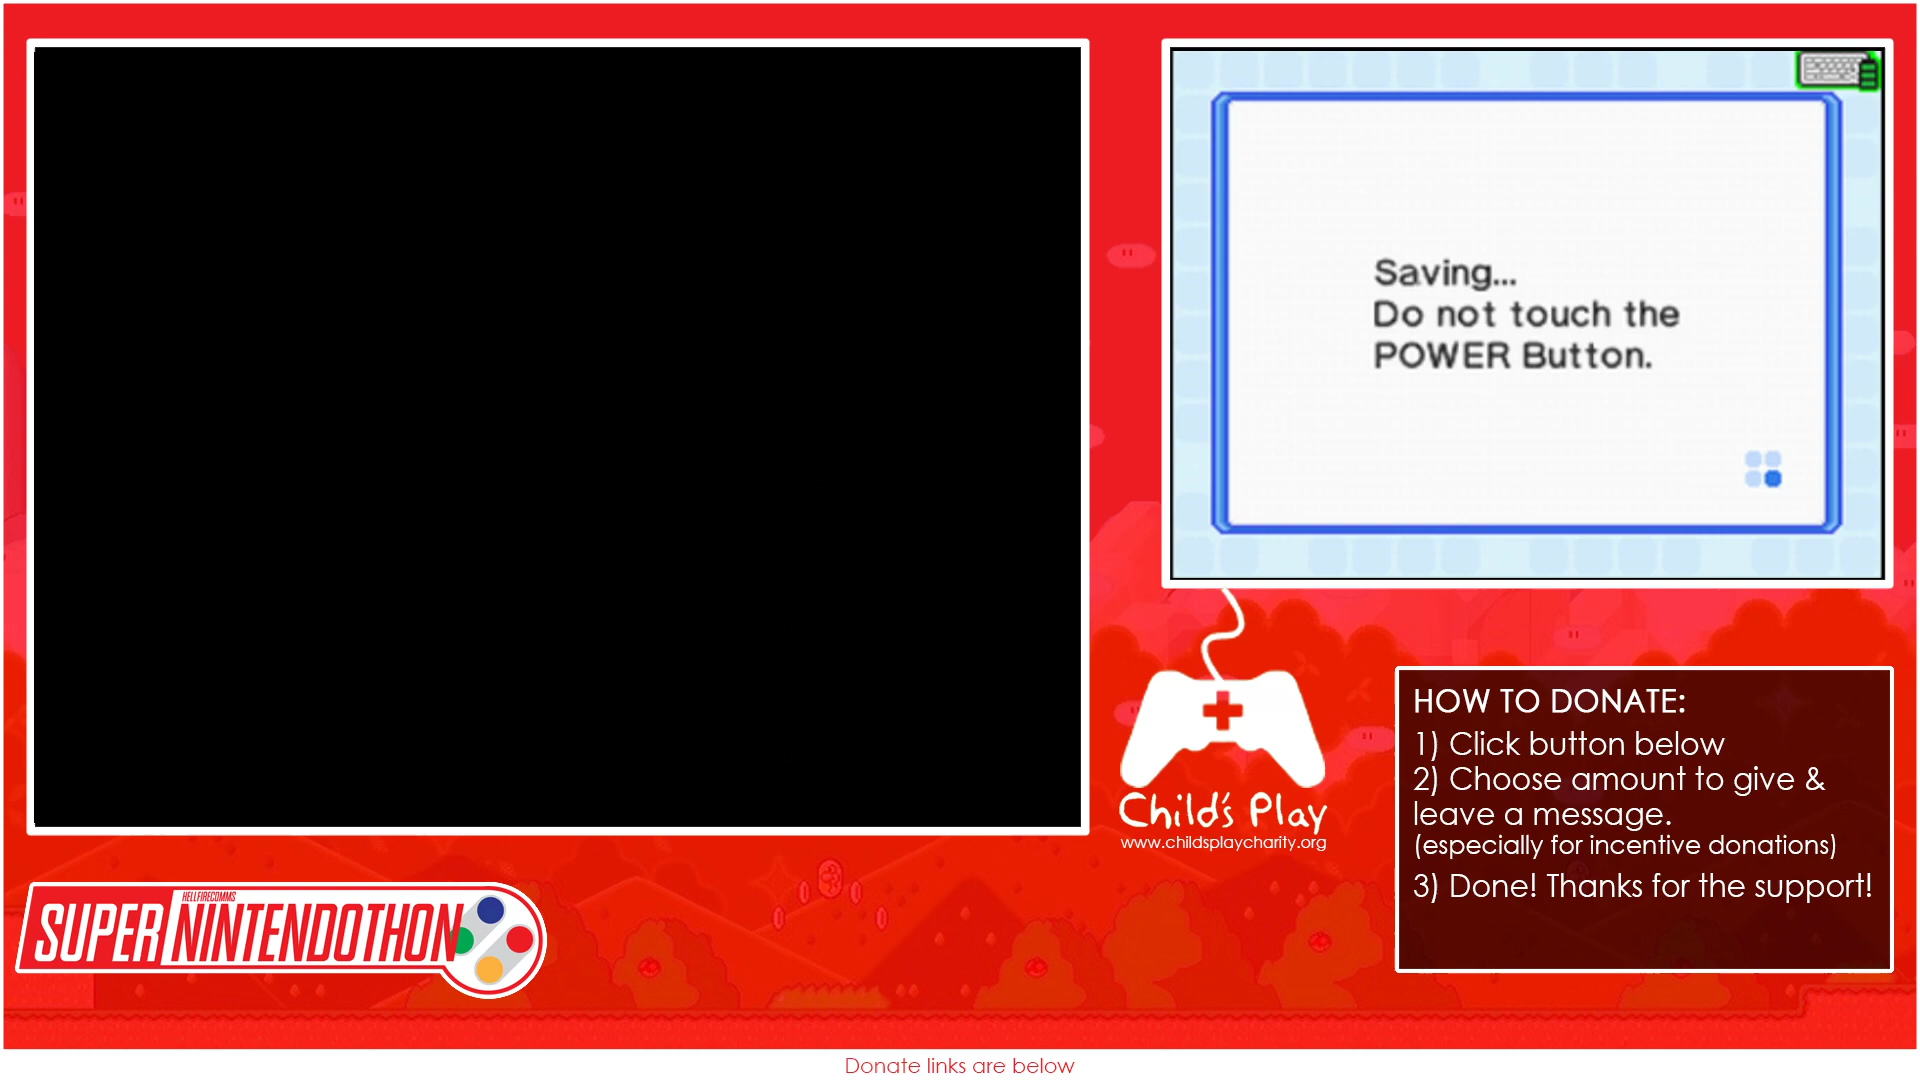 Saving...
Do not touch the
POWER Button.
HOW TO DONATE:
1) Click button below
2) Choose amount to give &
leave a message.
(especially for incentive donations)
3) Done! Thanks for the support!
Child's Play
www.childsplaycharity.org
HELLFIRECOMMS
SUPER NINTENDOTHON
Donate links are below